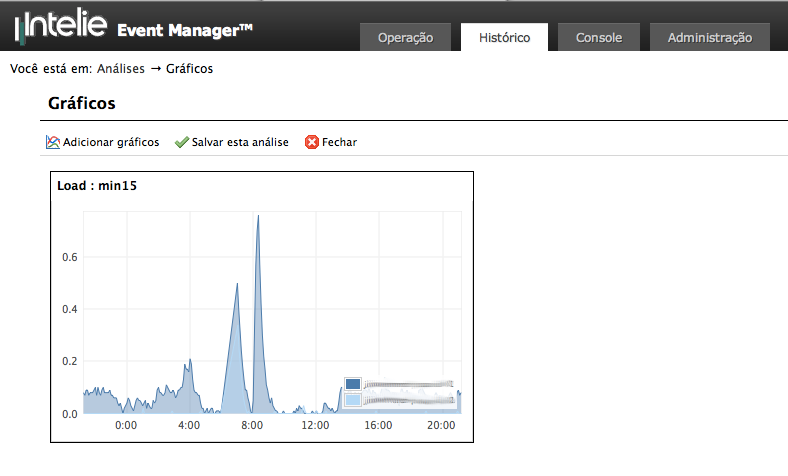 Intelie Event Manager™
Operação Histórico Console Administração
Você está em: Análises → Gráficos
Gráficos
Adicionar gráficos Salvar esta análise Fechar
Load : min15
0.6
0.4
0.2
0.0
0:00 4:00 8:00 12:00 16:00 20:00